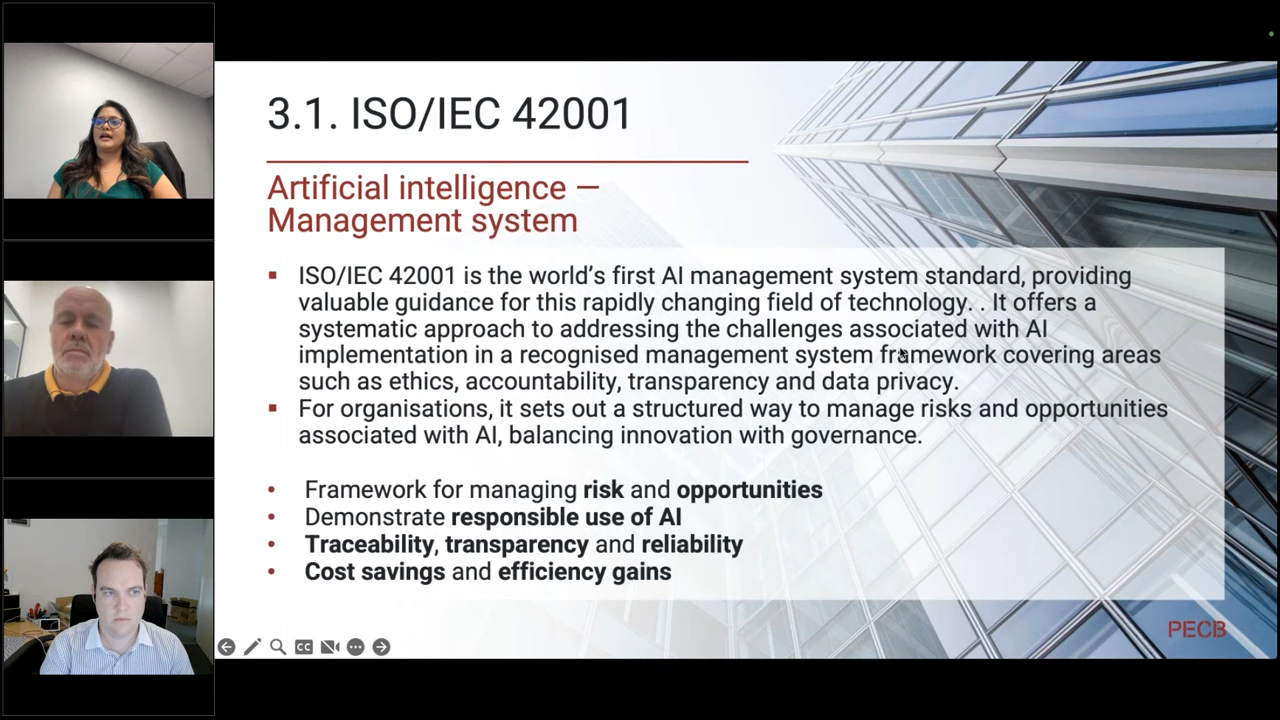 3.1. ISO/IEC 42001
Artificial intelligence —
Management system
▪ ISO/IEC 42001 is the world’s first AI management system standard, providing
valuable guidance for this rapidly changing field of technology. . It offers a
systematic approach to addressing the challenges associated with AI
implementation in a recognised management system framework covering areas
such as ethics, accountability, transparency and data privacy.
▪ For organisations, it sets out a structured way to manage risks and opportunities
associated with AI, balancing innovation with governance.
• Framework for managing risk and opportunities
• Demonstrate responsible use of AI
• Traceability, transparency and reliability
• Cost savings and efficiency gains
PECB
CC